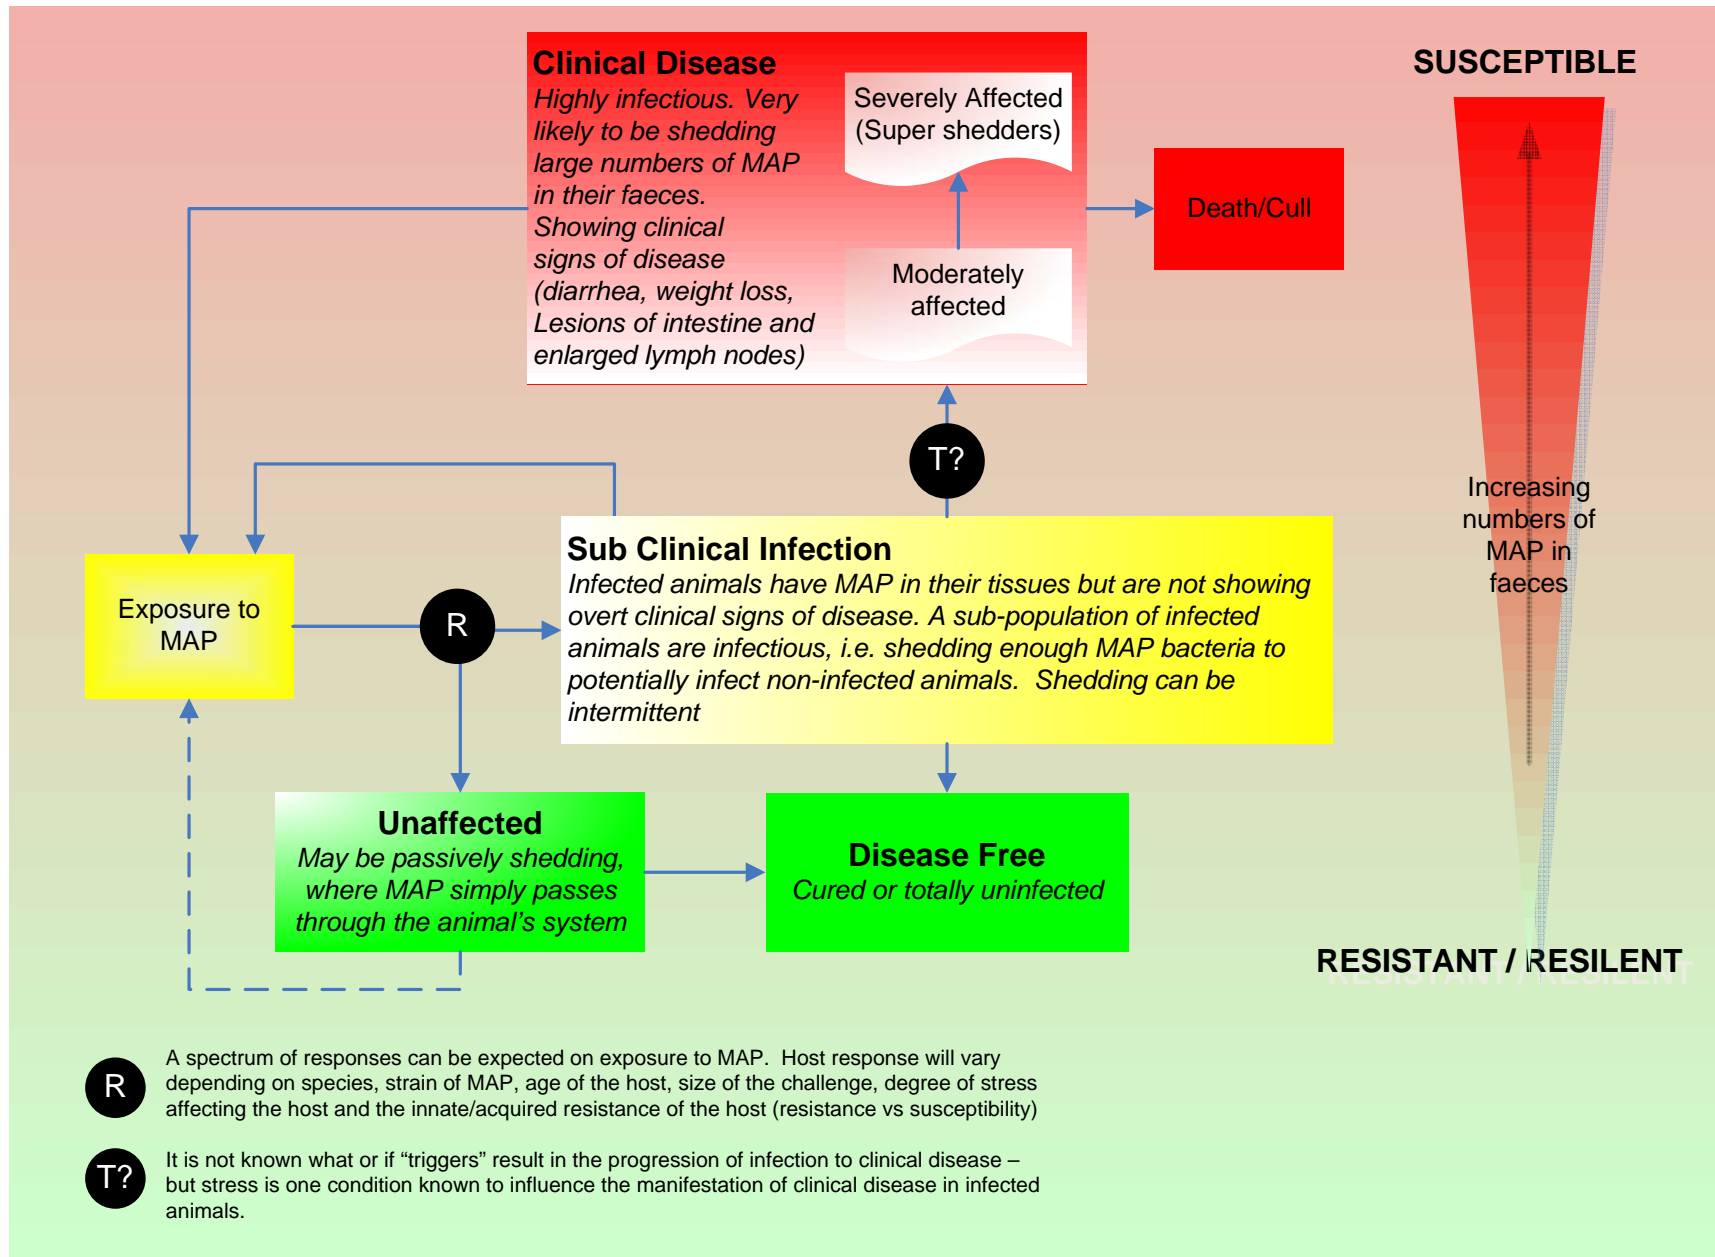 Clinical Disease
Highly infectious. Very
likely to be shedding
large numbers of MAP
in their faeces.
Showing clinical
signs of disease
(diarrhea, weight loss,
Lesions of intestine and
enlarged lymph nodes)
Severely Affected
(Super shedders)
Moderately
affected
Death/Cull
SUSCEPTIBLE
T?
Increasing
numbers of
MAP in
faeces
Exposure to
MAP
R
Sub Clinical Infection
Infected animals have MAP in their tissues but are not showing
overt clinical signs of disease. A sub-population of infected
animals are infectious, i.e. shedding enough MAP bacteria to
potentially infect non-infected animals.  Shedding can be
intermittent
Unaffected
May be passively shedding,
where MAP simply passes
through the animal’s system
Disease Free
Cured or totally uninfected
RESISTANT / RESILENT
R
A spectrum of responses can be expected on exposure to MAP.  Host response will vary
depending on species, strain of MAP, age of the host, size of the challenge, degree of stress
affecting the host and the innate/acquired resistance of the host (resistance vs susceptibility)
T?
It is not known what or if “triggers” result in the progression of infection to clinical disease –
but stress is one condition known to influence the manifestation of clinical disease in infected
animals.